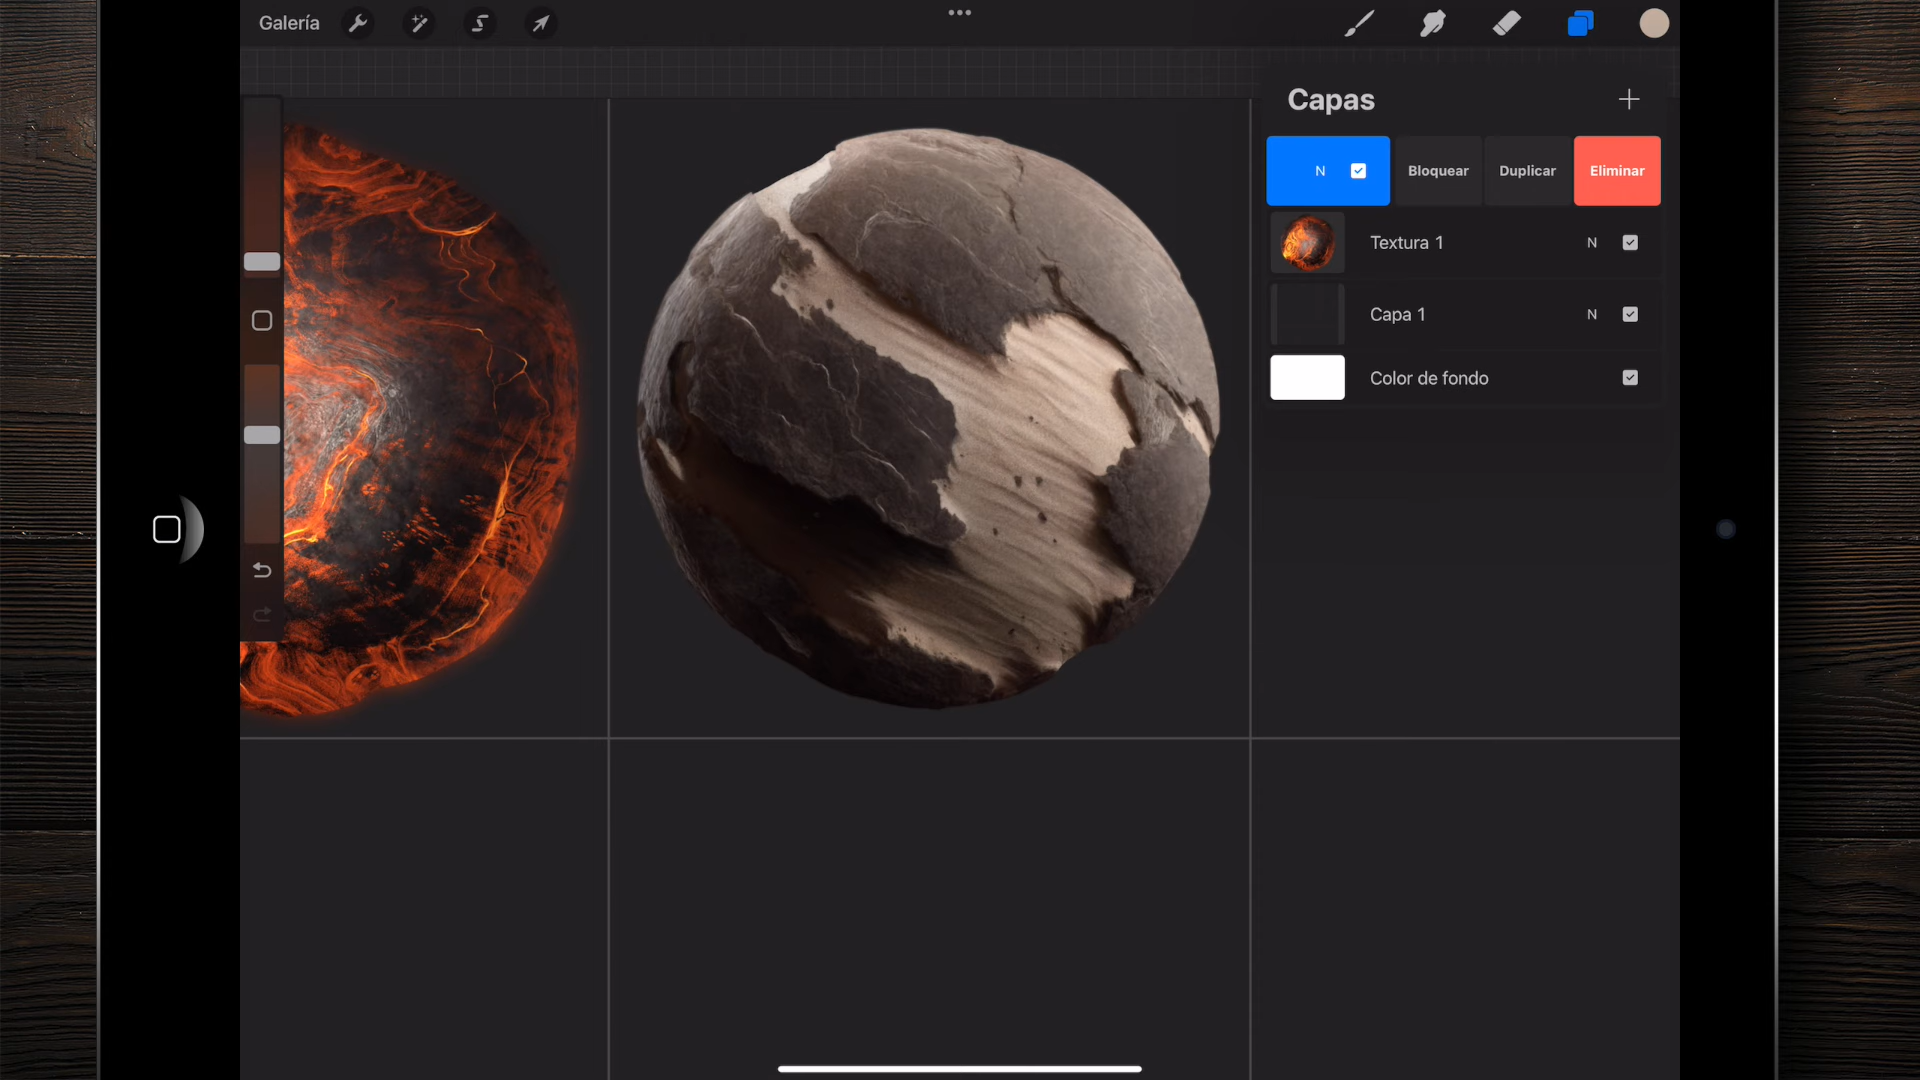 Galería
Capas
N Bloquear Duplicar Eliminar
Textura 1 N
Capa 1 N
Color de fondo